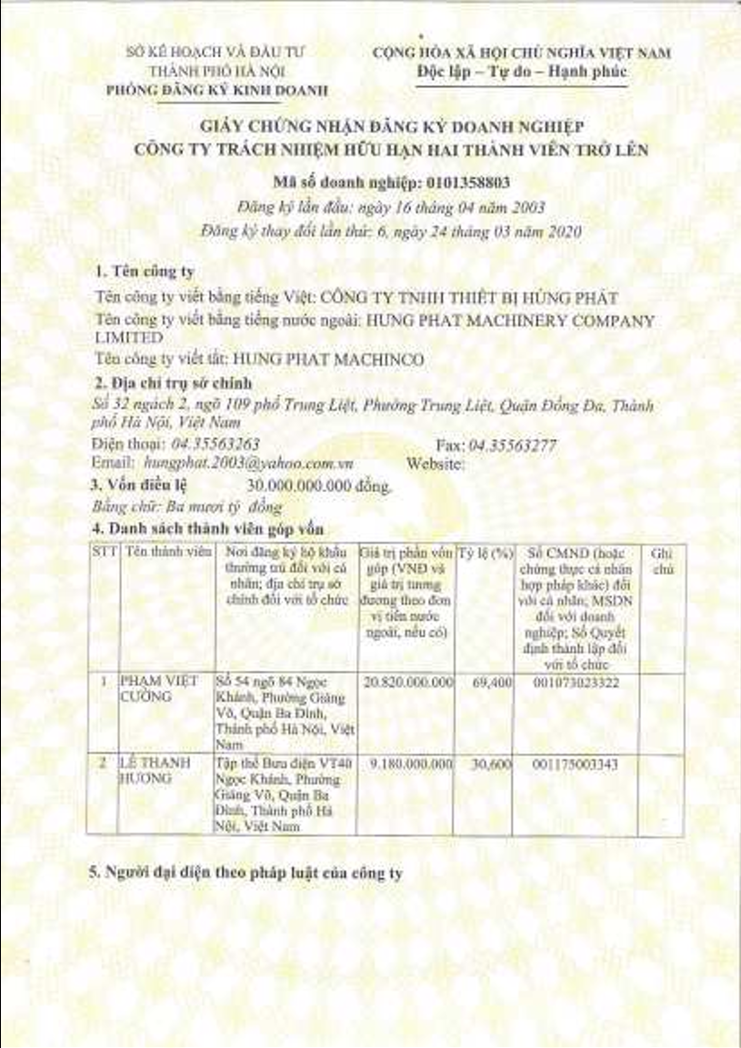 SỞ KẾ HOẠCH VÀ ĐẦU TƯ
THÀNH PHỐ HÀ NỘI
PHÒNG ĐĂNG KÝ KINH DOANH
CỘNG HÒA XÃ HỘI CHỦ NGHĨA VIỆT NAM
Độc lập – Tự do – Hạnh phúc
GIẤY CHỨNG NHẬN ĐĂNG KÝ DOANH NGHIỆP
CÔNG TY TRÁCH NHIỆM HỮU HẠN HAI THÀNH VIÊN TRỞ LÊN
Mã số doanh nghiệp: 0101358803
Đăng ký lần đầu: ngày 16 tháng 04 năm 2003
Đăng ký thay đổi lần thứ: 6, ngày 24 tháng 03 năm 2020
1. Tên công ty
Tên công ty viết bằng tiếng Việt: CÔNG TY TNHH THIẾT BỊ HÙNG PHÁT
Tên công ty viết bằng tiếng nước ngoài: HUNG PHAT MACHINERY COMPANY
LIMITED
Tên công ty viết tắt: HUNG PHAT MACHINCO
2. Địa chỉ trụ sở chính
Số 32 ngách 2, ngõ 109 phố Trung Liệt, Phường Trung Liệt, Quận Đống Đa, Thành
phố Hà Nội, Việt Nam
Điện thoại: 04.35563263 Fax: 04.35563277
Email: hungphat.2003@yahoo.com.vn Website:
3. Vốn điều lệ 30.000.000.000 đồng.
Bằng chữ: Ba mươi tỷ đồng
4. Danh sách thành viên góp vốn
STT
Tên thành viên
Nơi đăng ký hộ khẩu
thường trú đối với cá
nhân; địa chỉ trụ sở
chính đối với tổ chức
Giá trị phần vốn
góp (VNĐ và
giá trị tương
đương theo đơn
vị tiền nước
ngoài, nếu có)
Tỷ lệ (%)
Số CMND (hoặc
chứng thực cá nhân
hợp pháp khác) đối
với cá nhân; MSDN
đối với doanh
nghiệp; Số Quyết
định thành lập đối
với tổ chức
Ghi
chú
1
PHẠM VIỆT
CƯỜNG
Số 54 ngõ 84 Ngọc
Khánh, Phường Giảng
Võ, Quận Ba Đình,
Thành phố Hà Nội, Việt
Nam
20.820.000.000
69,400
001073023322
2
LÊ THANH
HƯƠNG
Tập thể Bưu điện VT40
Ngọc Khánh, Phường
Giảng Võ, Quận Ba
Đình, Thành phố Hà
Nội, Việt Nam
9.180.000.000
30,600
001175003343
5. Người đại diện theo pháp luật của công ty